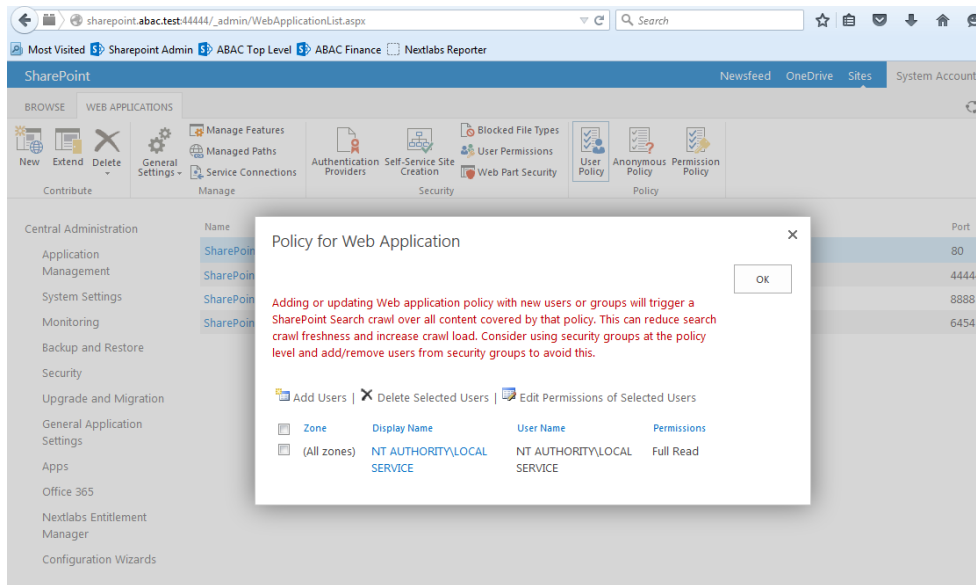 sharepoint.abac.test:44444/_admin/WebApplicationList.aspx
Search
Most Visited Sharepoint Admin ABAC Top Level ABAC Finance Nextlabs Reporter
SharePoint
Newsfeed OneDrive Sites System Account
BROWSE WEB APPLICATIONS
New
Extend
Delete
Contribute
General Settings
Manage Features
Managed Paths
Service Connections
Manage
Authentication Providers
Self-Service Site Creation
Blocked File Types
User Permissions
Web Part Security
Security
User Policy
Anonymous Policy
Permission Policy
Policy
Central Administration
Application Management
System Settings
Monitoring
Backup and Restore
Security
Upgrade and Migration
General Application Settings
Apps
Office 365
Nextlabs Entitlement Manager
Configuration Wizards
Name Port
SharePoin 80
SharePoin 4444
SharePoin 8888
SharePoin 6454
Policy for Web Application
OK
Adding or updating Web application policy with new users or groups will trigger a
SharePoint Search crawl over all content covered by that policy. This can reduce search
crawl freshness and increase crawl load. Consider using security groups at the policy
level and add/remove users from security groups to avoid this.
Add Users | Delete Selected Users | Edit Permissions of Selected Users
Zone Display Name User Name Permissions
(All zones) NT AUTHORITY\LOCAL SERVICE NT AUTHORITY\LOCAL SERVICE Full Read